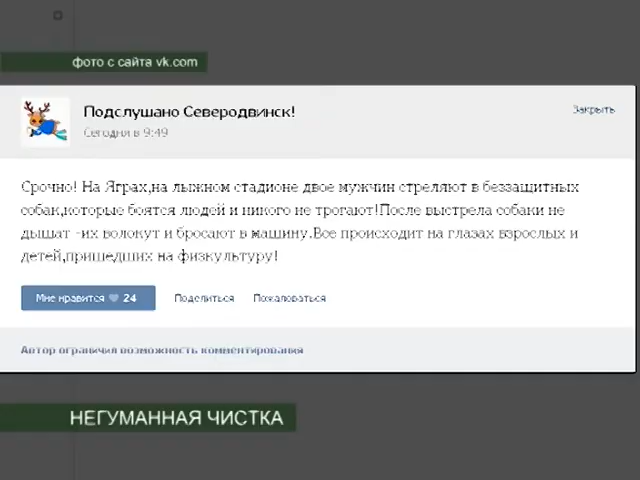 фото с сайта vk.com
Подслушано Северодвинск!
Закрыть
Сегодня в 9:49
Срочно! На Яграх,на лыжном стадионе двое мужчин стреляют в беззащитных
собак,которые боятся людей и никого не трогают!После выстрела собаки не
дышат -их волокут и бросают в машину.Все происходит на глазах взрослых и
детей,пришедших на физкультуру!
Мне нравится 24 Поделиться Пожаловаться
Автор ограничил возможность комментирования
НЕГУМАННАЯ ЧИСТКА